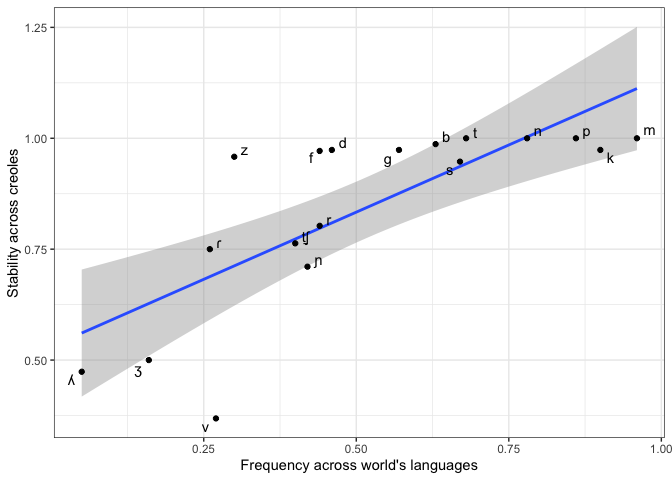 1.25
1.00
0.75
0.50
Stability across creoles
z
f
d
g
b
t
s
n
p
k
m
ɾ
r
tʃ
ɲ
ʎ
ʒ
v
0.25
0.50
0.75
1.00
Frequency across world's languages